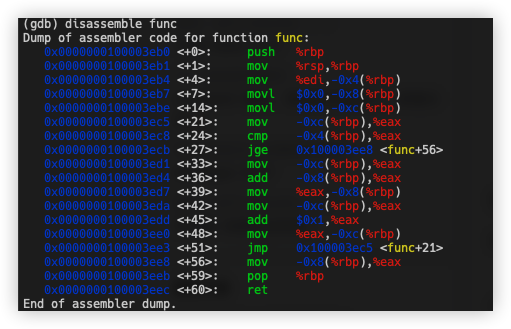 (gdb) disassemble func
Dump of assembler code for function func:
   0x0000000100003eb0 <+0>:	push   %rbp
   0x0000000100003eb1 <+1>:	mov    %rsp,%rbp
   0x0000000100003eb4 <+4>:	mov    %edi,-0x4(%rbp)
   0x0000000100003eb7 <+7>:	movl   $0x0,-0x8(%rbp)
   0x0000000100003ebe <+14>:	movl   $0x0,-0xc(%rbp)
   0x0000000100003ec5 <+21>:	mov    -0xc(%rbp),%eax
   0x0000000100003ec8 <+24>:	cmp    -0x4(%rbp),%eax
   0x0000000100003ecb <+27>:	jge    0x100003ee8 <func+56>
   0x0000000100003ed1 <+33>:	mov    -0xc(%rbp),%eax
   0x0000000100003ed4 <+36>:	add    -0x8(%rbp),%eax
   0x0000000100003ed7 <+39>:	mov    %eax,-0x8(%rbp)
   0x0000000100003eda <+42>:	mov    -0xc(%rbp),%eax
   0x0000000100003edd <+45>:	add    $0x1,%eax
   0x0000000100003ee0 <+48>:	mov    %eax,-0xc(%rbp)
   0x0000000100003ee3 <+51>:	jmp    0x100003ec5 <func+21>
   0x0000000100003ee8 <+56>:	mov    -0x8(%rbp),%eax
   0x0000000100003eeb <+59>:	pop    %rbp
   0x0000000100003eec <+60>:	ret
End of assembler dump.